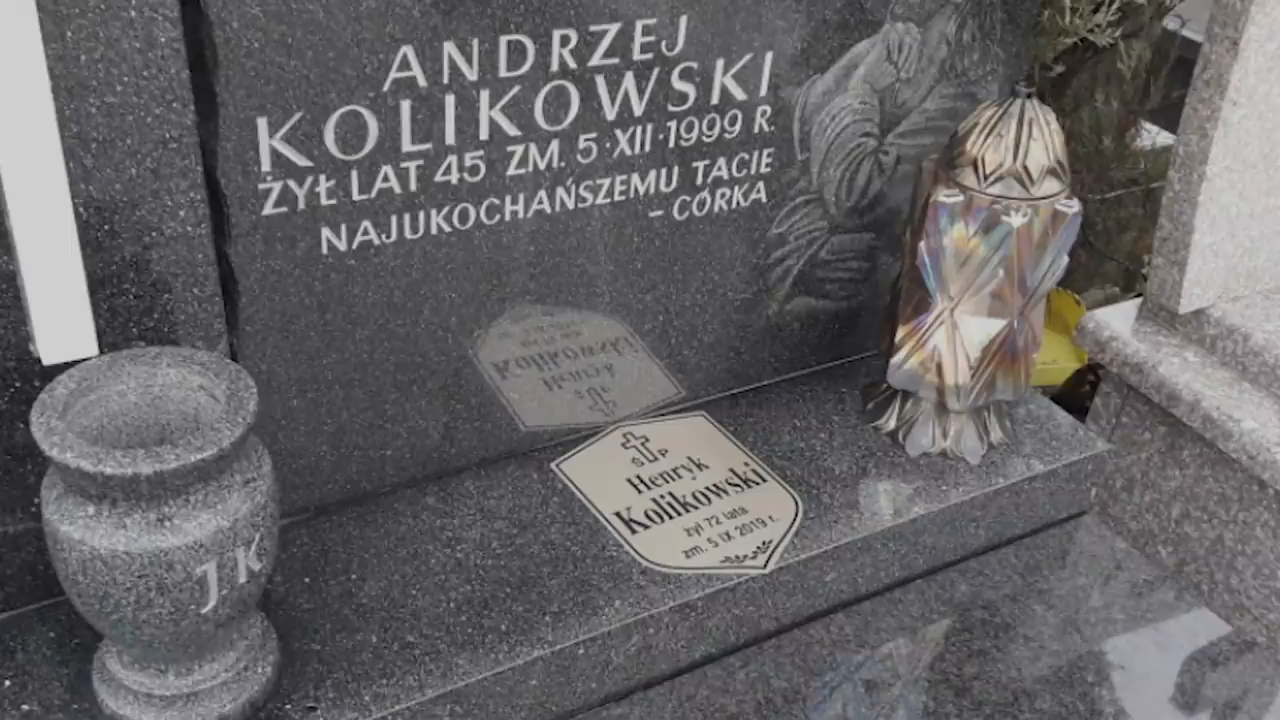 ANDRZEJ
KOLIKOWSKI
ŻYŁ LAT 45 ZM. 5·XII·1999 R.
NAJUKOCHAŃSZEMU TACIE
– CÓRKA
Ś P
Henryk
Kolikowski
żył 72 lata
zm. 5 IX 2019 r.
J K